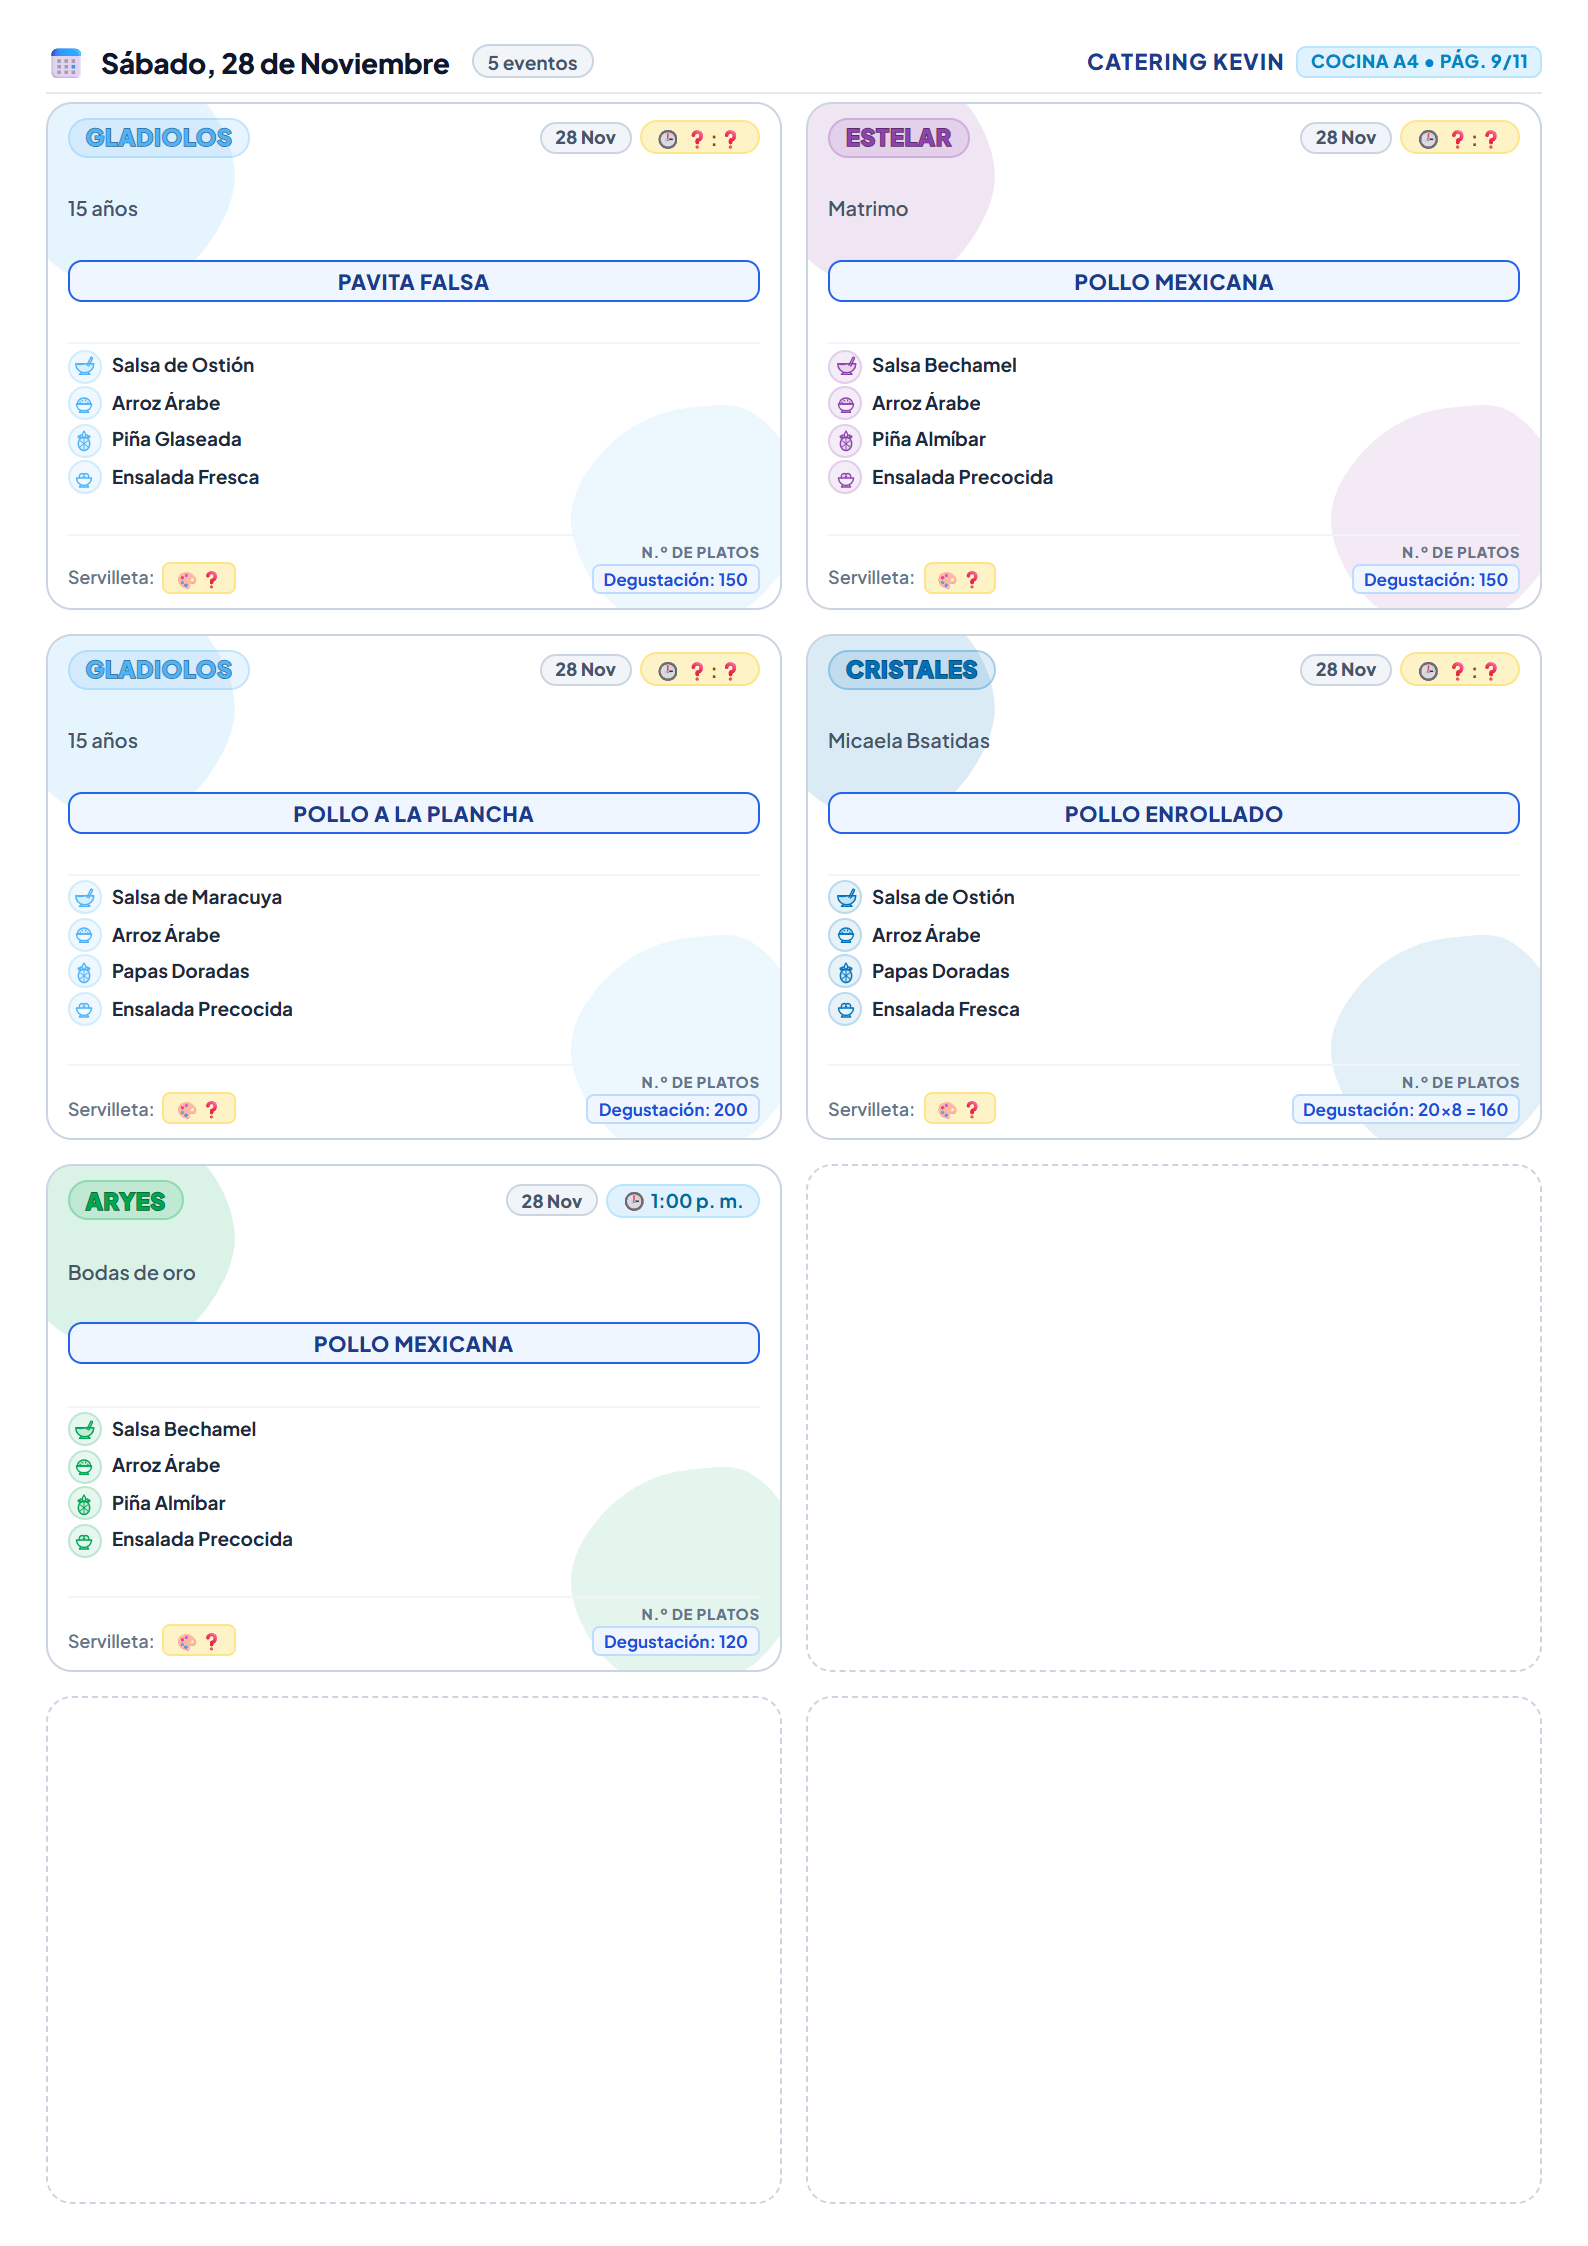 Sábado, 28 de Noviembre
5 eventos
CATERING KEVIN
COCINA A4 • PÁG. 9/11
GLADIOLOS
28 Nov
❓ : ❓
15 años
PAVITA FALSA
Salsa de Ostión
Arroz Árabe
Piña Glaseada
Ensalada Fresca
N.º DE PLATOS
Servilleta: ❓
Degustación: 150
ESTELAR
28 Nov
❓ : ❓
Matrimo
POLLO MEXICANA
Salsa Bechamel
Arroz Árabe
Piña Almíbar
Ensalada Precocida
N.º DE PLATOS
Servilleta: ❓
Degustación: 150
GLADIOLOS
28 Nov
❓ : ❓
15 años
POLLO A LA PLANCHA
Salsa de Maracuya
Arroz Árabe
Papas Doradas
Ensalada Precocida
N.º DE PLATOS
Servilleta: ❓
Degustación: 200
CRISTALES
28 Nov
❓ : ❓
Micaela Bsatidas
POLLO ENROLLADO
Salsa de Ostión
Arroz Árabe
Papas Doradas
Ensalada Fresca
N.º DE PLATOS
Servilleta: ❓
Degustación: 20×8 = 160
ARYES
28 Nov
1:00 p. m.
Bodas de oro
POLLO MEXICANA
Salsa Bechamel
Arroz Árabe
Piña Almíbar
Ensalada Precocida
N.º DE PLATOS
Servilleta: ❓
Degustación: 120